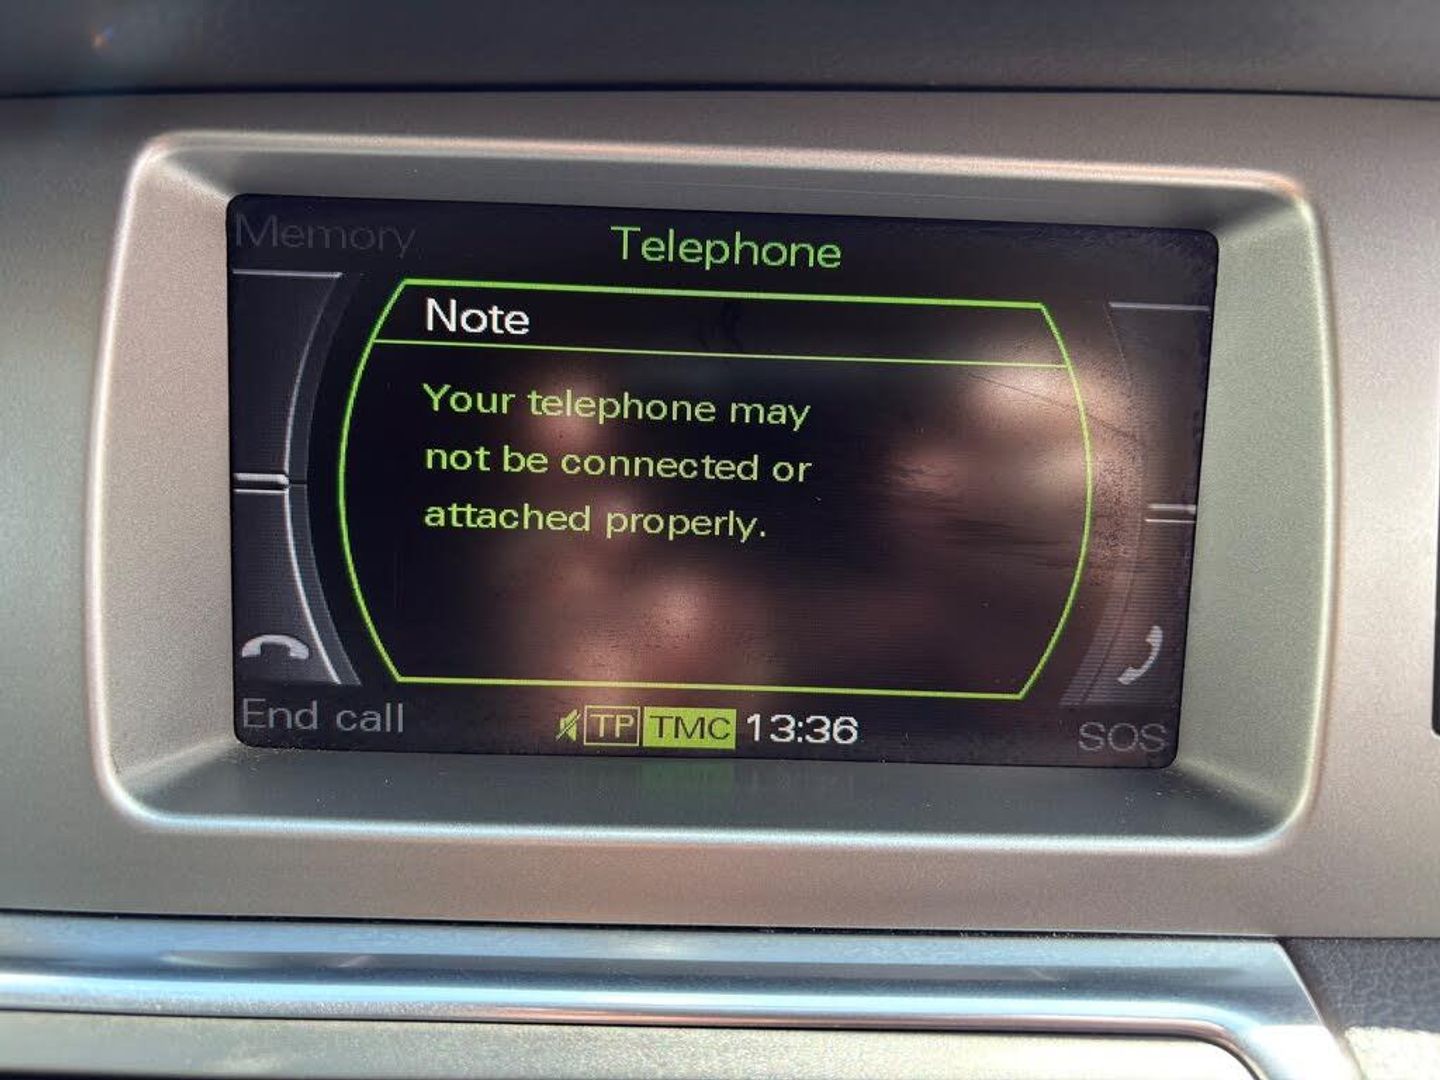 Memory
Telephone
Note
Your telephone may
not be connected or
attached properly.
End call
TP TMC 13:36
SOS